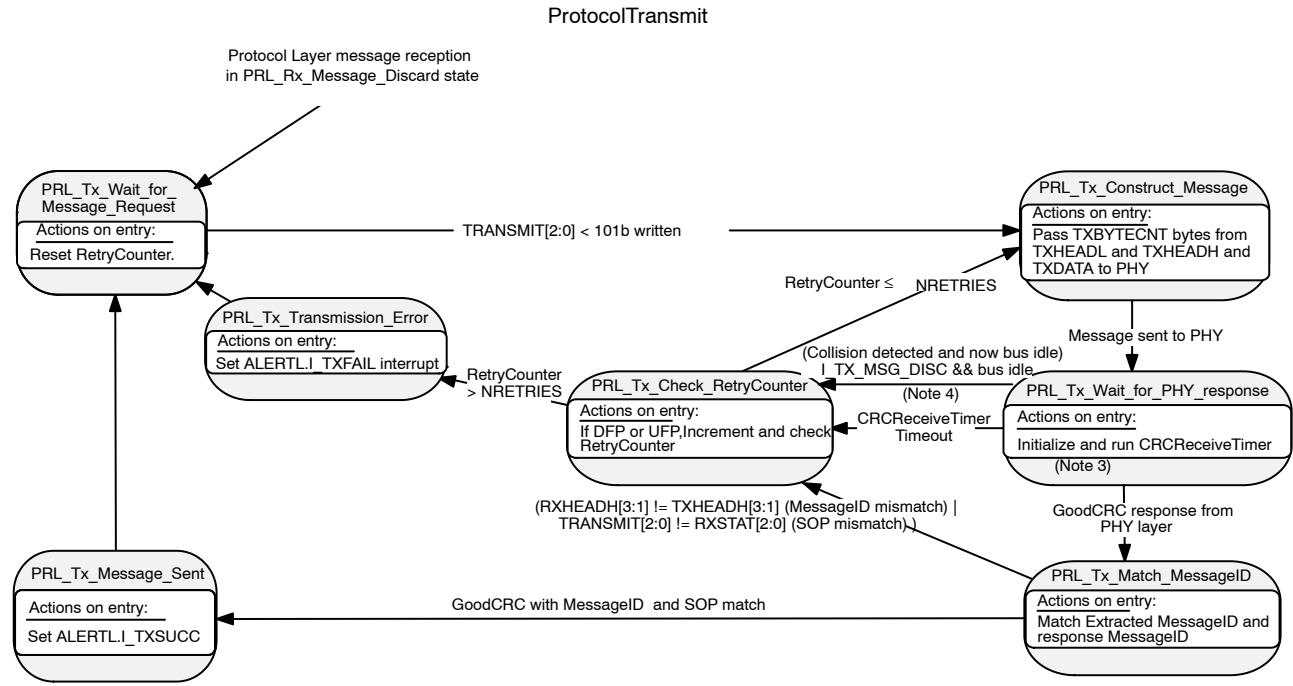 ProtocolTransmit
Protocol Layer message reception
in PRL_Rx_Message_Discard state
PRL_Tx_Wait_for_
Message_Request
Actions on entry:
Reset RetryCounter.
TRANSMIT[2:0] < 101b written
PRL_Tx_Construct_Message
Actions on entry:
Pass TXBYTECNT bytes from
TXHEADL and TXHEADH and
TXDATA to PHY
RetryCounter ≤ NRETRIES
PRL_Tx_Transmission_Error
Actions on entry:
Set ALERTL.I_TXFAIL interrupt
Message sent to PHY
(Collision detected and now bus idle)
I_TX_MSG_DISC && bus idle
(Note 4)
RetryCounter
> NRETRIES
PRL_Tx_Check_RetryCounter
Actions on entry:
If DFP or UFP,Increment and check
RetryCounter
CRCReceiveTimer
Timeout
PRL_Tx_Wait_for_PHY_response
Actions on entry:
Initialize and run CRCReceiveTimer
(Note 3)
(RXHEADH[3:1] != TXHEADH[3:1] (MessageID mismatch) |
TRANSMIT[2:0] != RXSTAT[2:0] (SOP mismatch) )
GoodCRC response from
PHY layer
PRL_Tx_Message_Sent
Actions on entry:
Set ALERTL.I_TXSUCC
GoodCRC with MessageID and SOP match
PRL_Tx_Match_MessageID
Actions on entry:
Match Extracted MessageID and
response MessageID